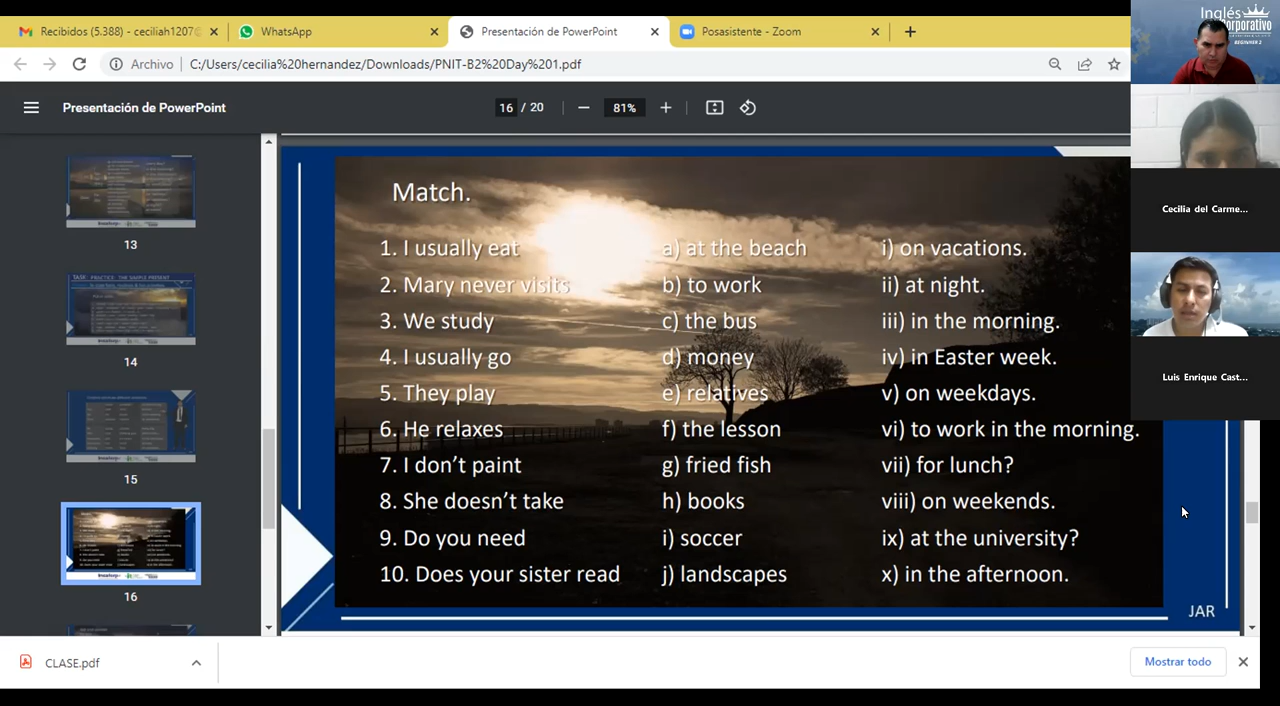 Recibidos (5.388) - ceciliah1207
WhatsApp
Presentación de PowerPoint
Posasistente - Zoom
Archivo
C:/Users/cecilia%20hernandez/Downloads/PNIT-B2%20Day%201.pdf
Presentación de PowerPoint
16 / 20
81%
Inglés
Corporativo
BEGINNER 2
13
14
15
16
Match.
1. I usually eat a) at the beach i) on vacations.
2. Mary never visits b) to work ii) at night.
3. We study c) the bus iii) in the morning.
4. I usually go d) money iv) in Easter week.
5. They play e) relatives v) on weekdays.
6. He relaxes f) the lesson vi) to work in the morning.
7. I don’t paint g) fried fish vii) for lunch?
8. She doesn’t take h) books viii) on weekends.
9. Do you need i) soccer ix) at the university?
10. Does your sister read j) landscapes x) in the afternoon.
JAR
Cecilia del Carme...
Luis Enrique Cast...
CLASE.pdf
Mostrar todo